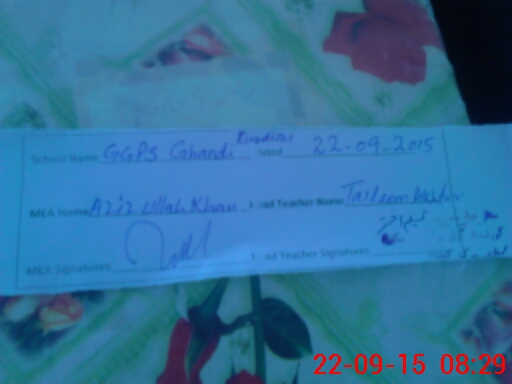 School Name GGPS Ghandi Dated 22-09-2015
MEA Name Aziz Ullah Khan Head Teacher Name Tasleem Akhtar
MEA Signatures Head Teacher Signatures
22-09-15 08:29